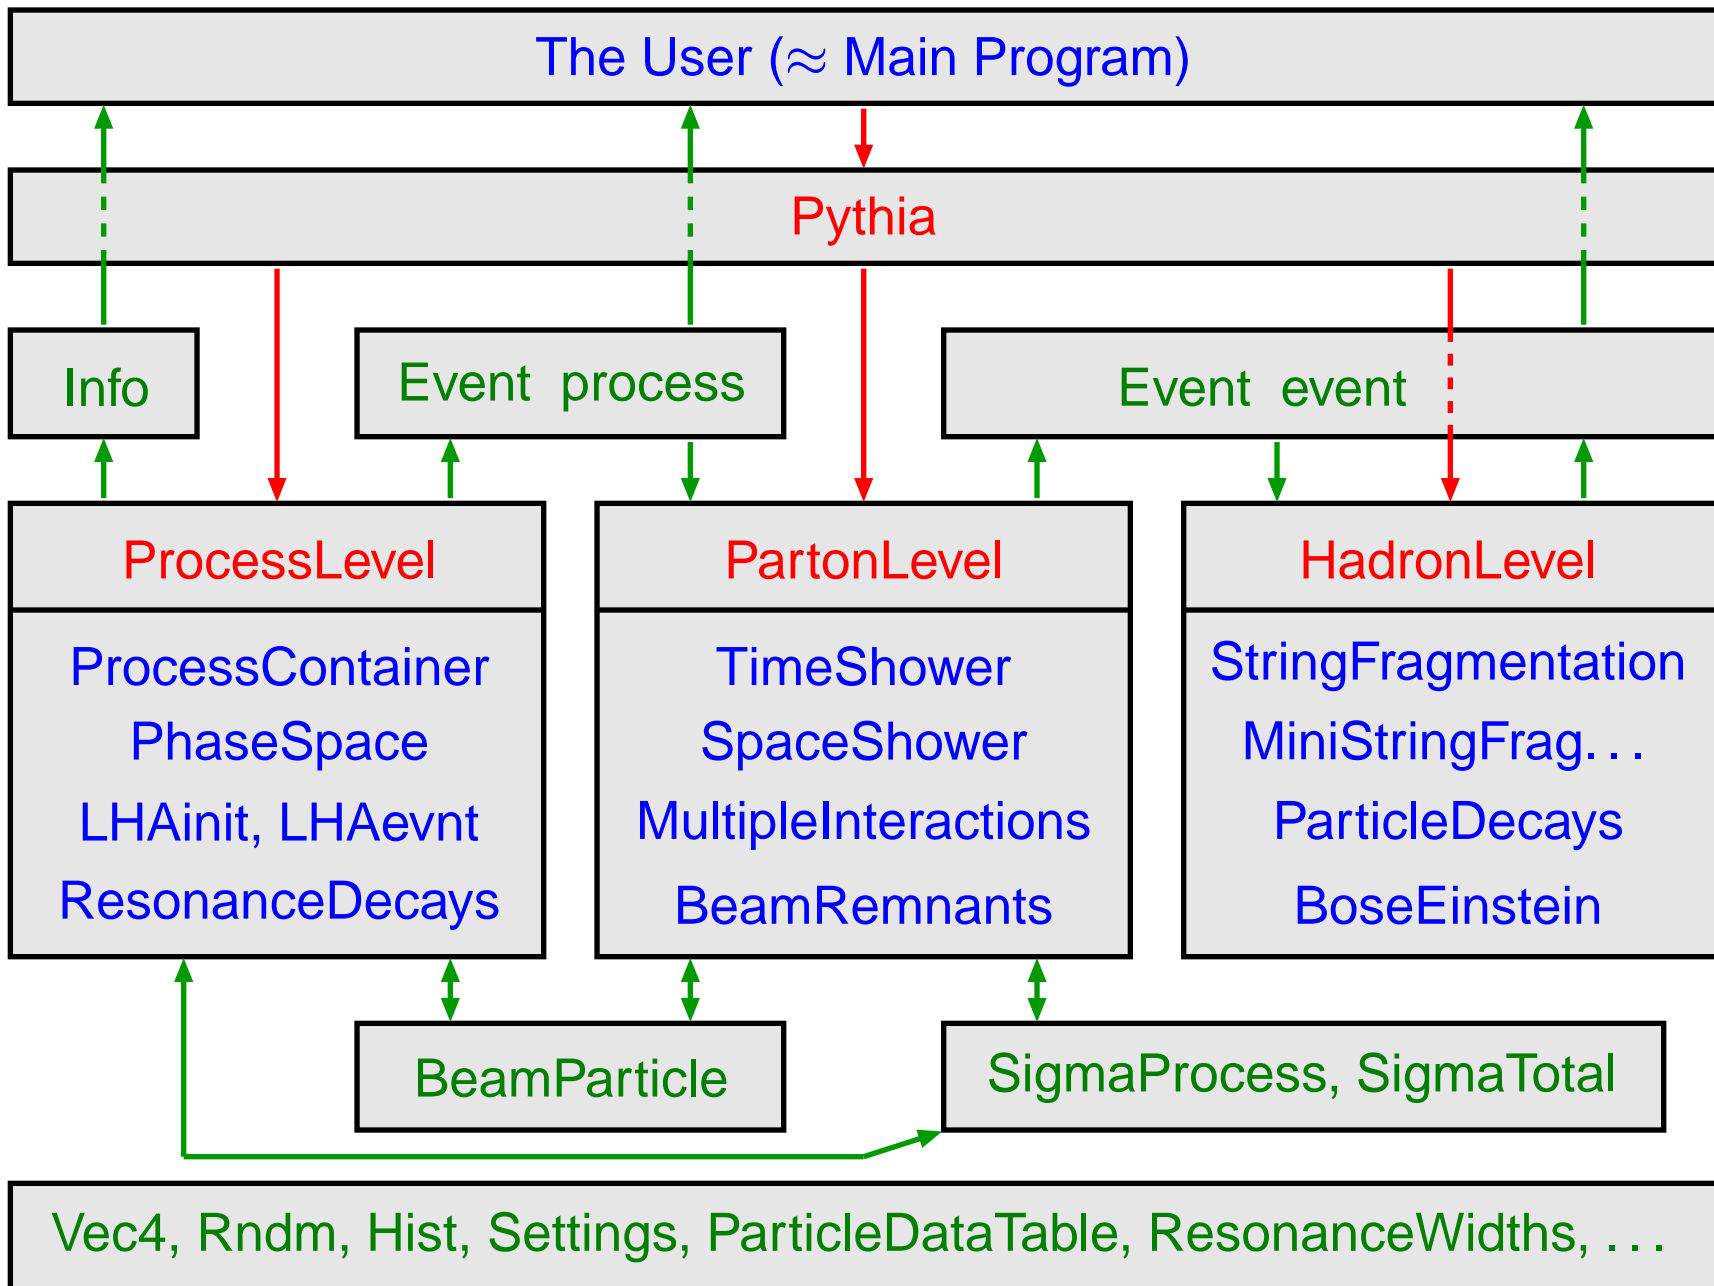 The User (≈ Main Program)
Pythia
Info
Event process
Event event
ProcessLevel
ProcessContainer
PhaseSpace
LHAinit, LHAevnt
ResonanceDecays
PartonLevel
TimeShower
SpaceShower
MultipleInteractions
BeamRemnants
HadronLevel
StringFragmentation
MiniStringFrag. . .
ParticleDecays
BoseEinstein
BeamParticle
SigmaProcess, SigmaTotal
Vec4, Rndm, Hist, Settings, ParticleDataTable, ResonanceWidths, . . .